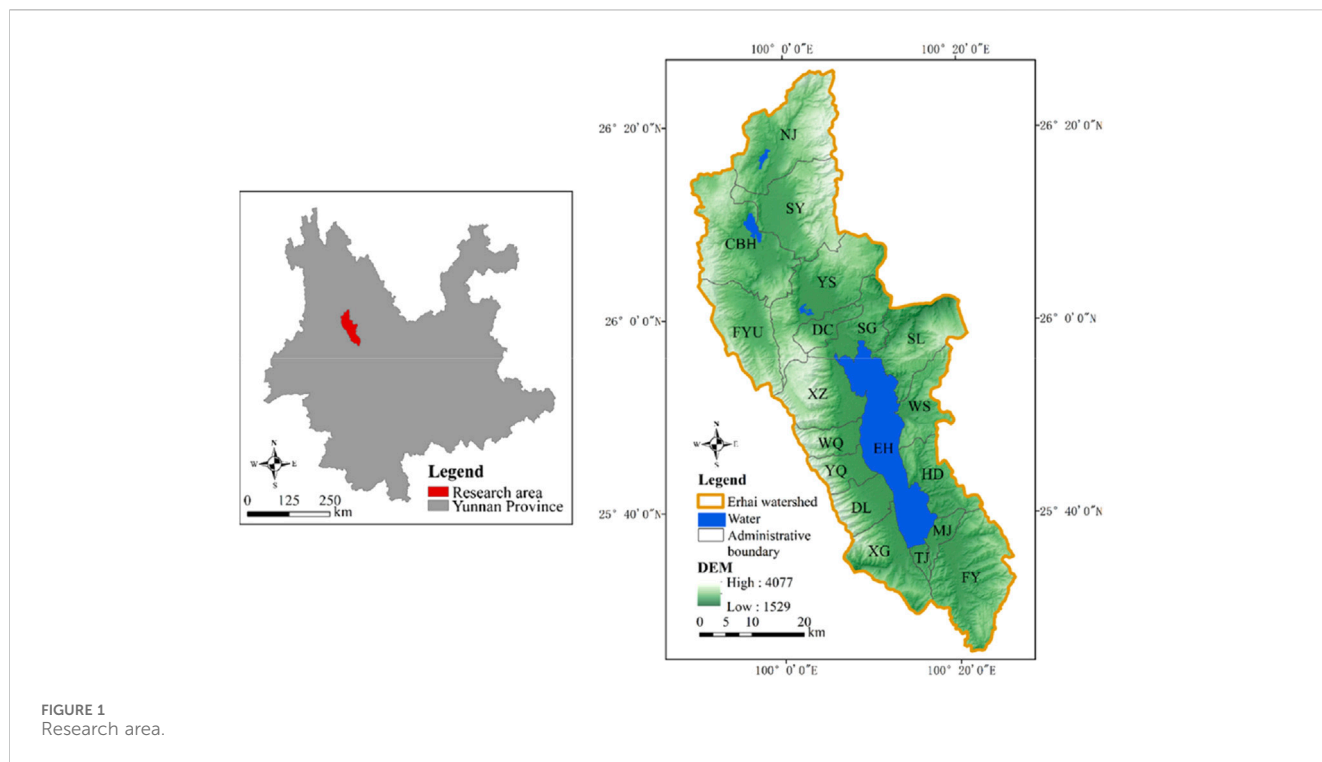 N
W E
S
0 125 250
km
Legend
Research area
Yunnan Province
100° 0′0″E
100° 20′0″E
26° 20′0″N
26° 20′0″N
26° 0′0″N
26° 0′0″N
25° 40′0″N
25° 40′0″N
NJ
SY
CBH
YS
FYU
DC
SG
SL
XZ
WS
WQ
EH
YQ
HD
DL
MJ
XG
TJ
FY
N
W E
S
Legend
Erhai watershed
Water
Administrative
boundary
DEM
High : 4077
Low : 1529
0 5 10 20
km
100° 0′0″E
100° 20′0″E
FIGURE 1
Research area.